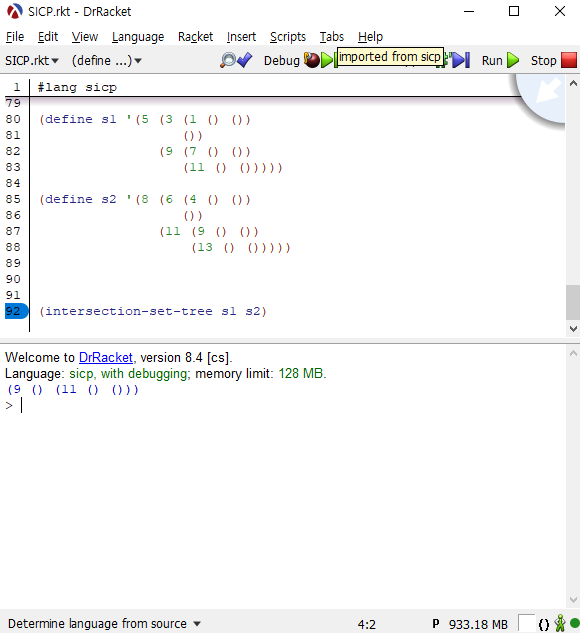 SICP.rkt - DrRacket
File Edit View Language Racket Insert Scripts Tabs Help
SICP.rkt (define ...) Debug imported from sicp Run Stop
1 #lang sicp
79
80 (define s1 '(5 (3 (1 () ())
81 ())
82 (9 (7 () ())
83 (11 () ()))))
84
85 (define s2 '(8 (6 (4 () ())
86 ())
87 (11 (9 () ())
88 (13 () ()))))
89
90
91
92 (intersection-set-tree s1 s2)
Welcome to DrRacket, version 8.4 [cs].
Language: sicp, with debugging; memory limit: 128 MB.
(9 () (11 () ()))
>
Determine language from source 4:2 P 933.18 MB ()